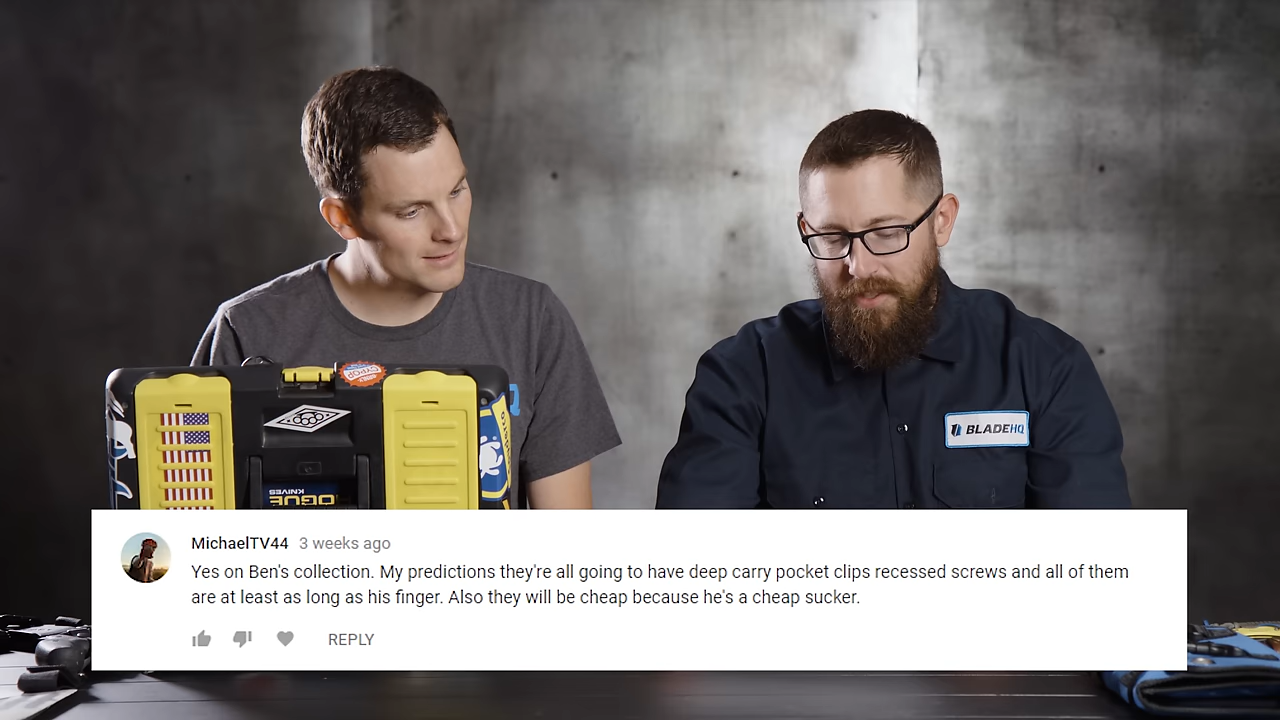 CIVIVI
BLADEHQ
KNIVES
MichaelTV44 3 weeks ago
Yes on Ben's collection. My predictions they're all going to have deep carry pocket clips recessed screws and all of them
are at least as long as his finger. Also they will be cheap because he's a cheap sucker.
REPLY